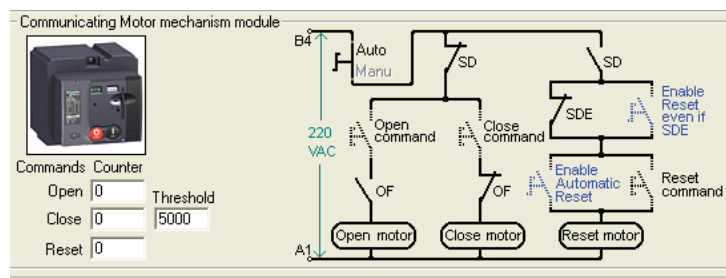 Communicating Motor mechanism module
B4
Auto
Manu
SD
SD
Enable
Reset
even if
SDE
SDE
220
VAC
Open
command
Close
command
Commands Counter
Open 0
Threshold
Close 0
5000
Reset 0
Enable
Automatic
Reset
Reset
command
OF
OF
A1
Open motor
Close motor
Reset motor